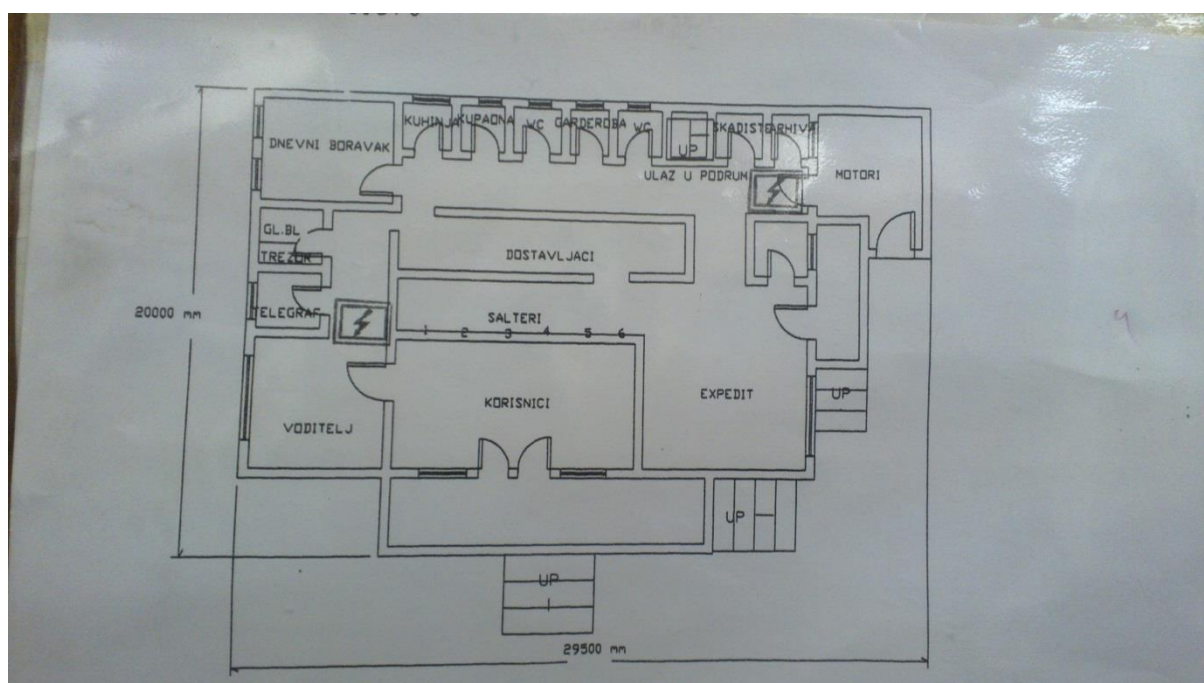 KUHINJA
KUPAONA
WC
GARDEROBA
WC
SKADISTE
ARHIVA
DNEVNI BORAVAK
UP
ULAZ U PODRUM
MOTORI
GL.BL
TREZOR
DOSTAVLJACI
TELEGRAF
20000 mm
SALTERI
1 2 3 4 5 6
KORISNICI
EXPEDIT
UP
VODITELJ
UP
UP
29500 mm